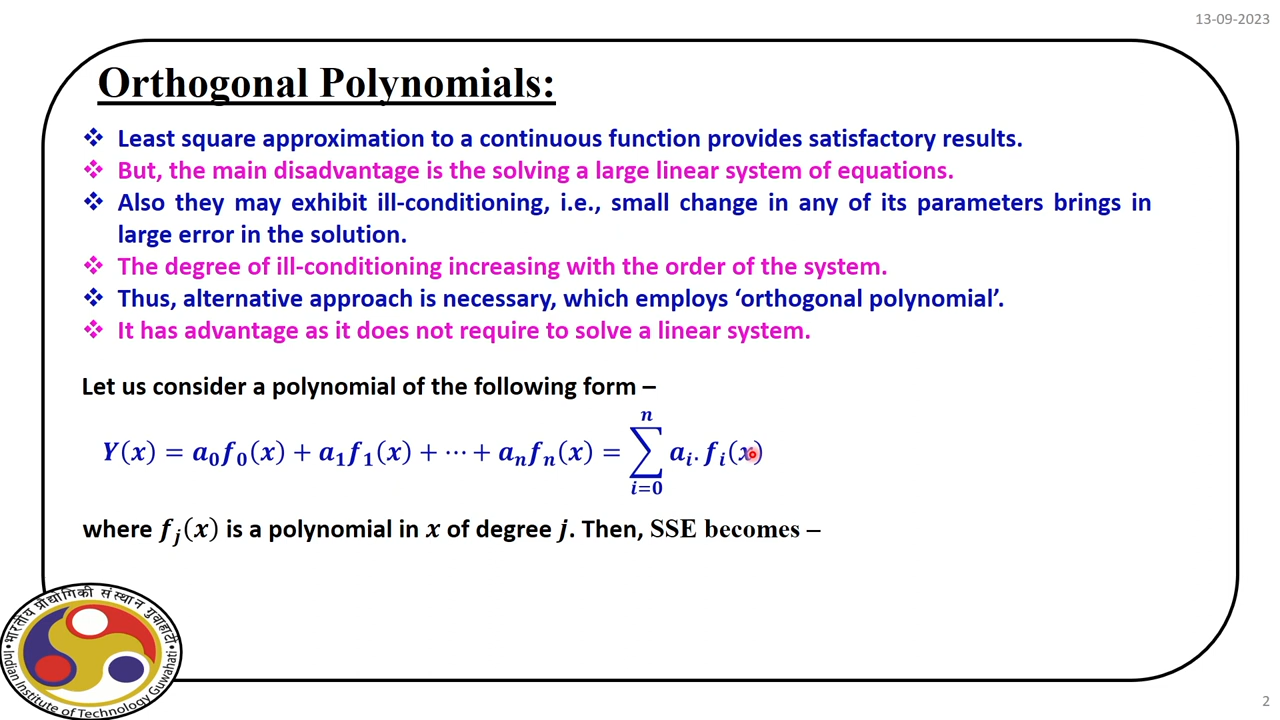 13-09-2023
Orthogonal Polynomials:
❖ Least square approximation to a continuous function provides satisfactory results.
❖ But, the main disadvantage is the solving a large linear system of equations.
❖ Also they may exhibit ill-conditioning, i.e., small change in any of its parameters brings in
large error in the solution.
❖ The degree of ill-conditioning increasing with the order of the system.
❖ Thus, alternative approach is necessary, which employs ‘orthogonal polynomial’.
❖ It has advantage as it does not require to solve a linear system.
Let us consider a polynomial of the following form –
Y(x) = a₀f₀(x) + a₁f₁(x) + ⋯ + aₙfₙ(x) = ∑ᵢ₌₀ⁿ aᵢ. fᵢ(x)
where fⱼ(x) is a polynomial in x of degree j. Then, SSE becomes –
भारतीय प्रौद्योगिकी संस्थान गुवाहाटी
Indian Institute of Technology Guwahati
2